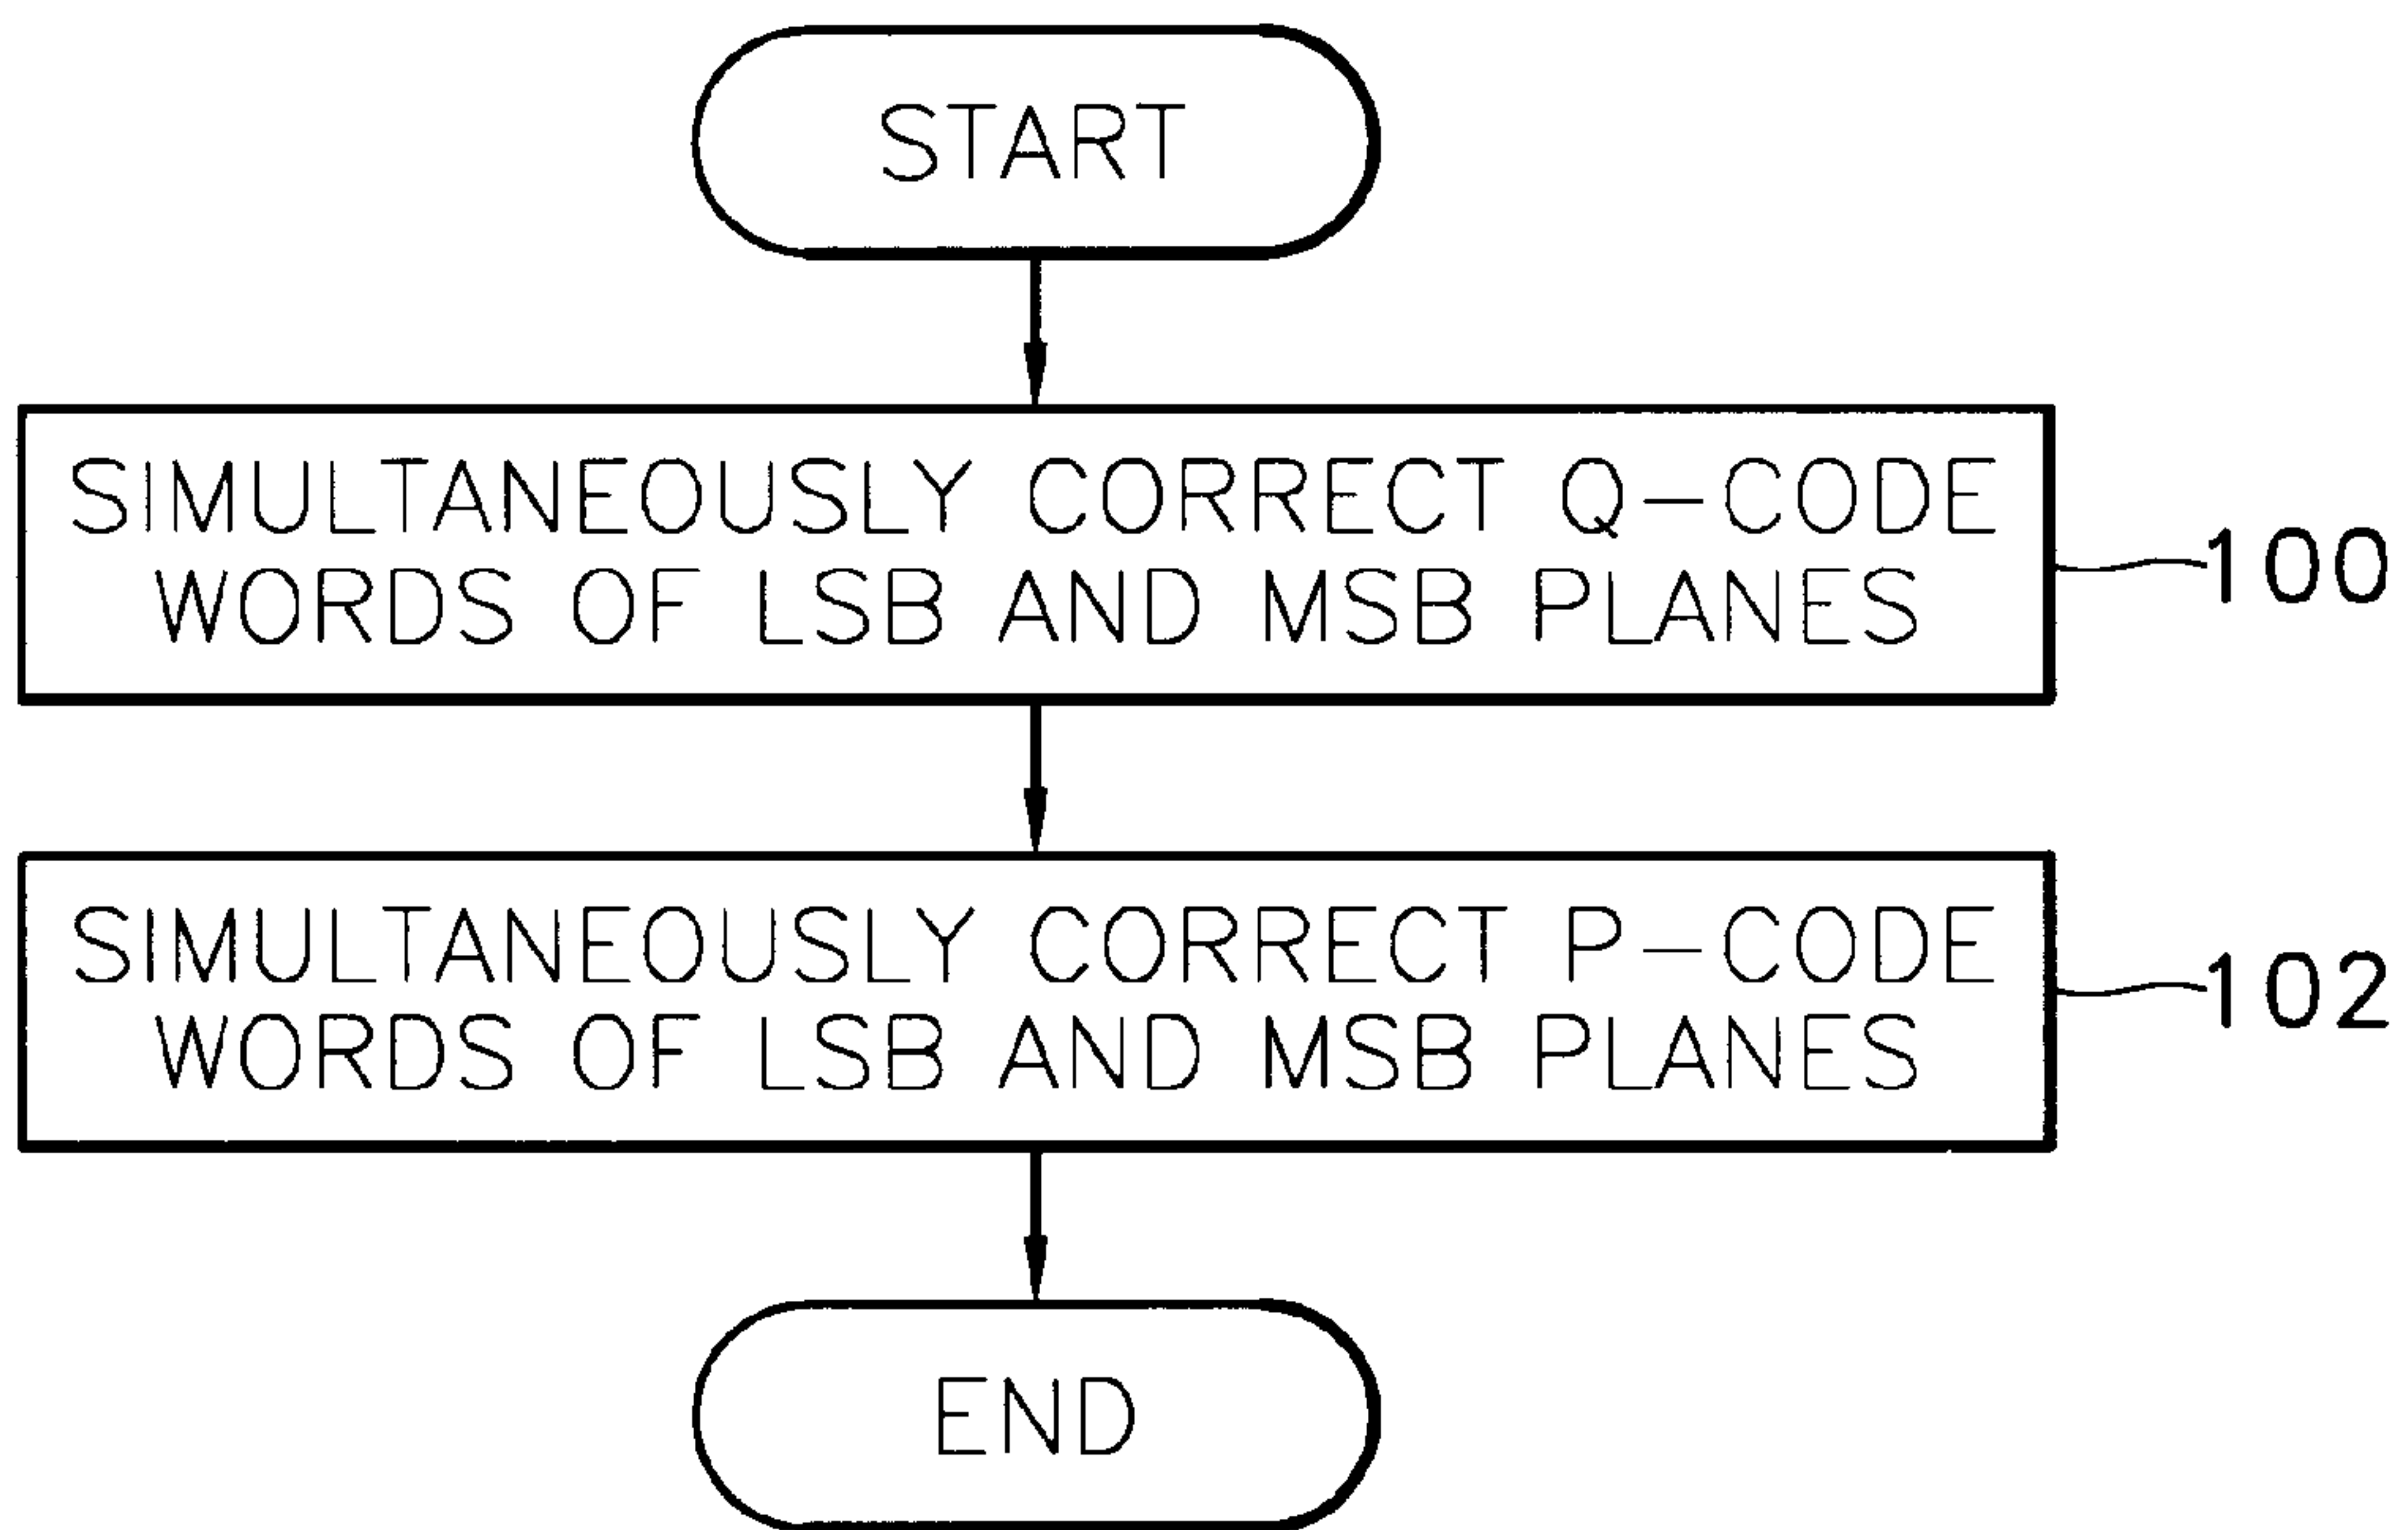 START
SIMULTANEOUSLY CORRECT Q-CODE
WORDS OF LSB AND MSB PLANES
100
SIMULTANEOUSLY CORRECT P-CODE
WORDS OF LSB AND MSB PLANES
102
END